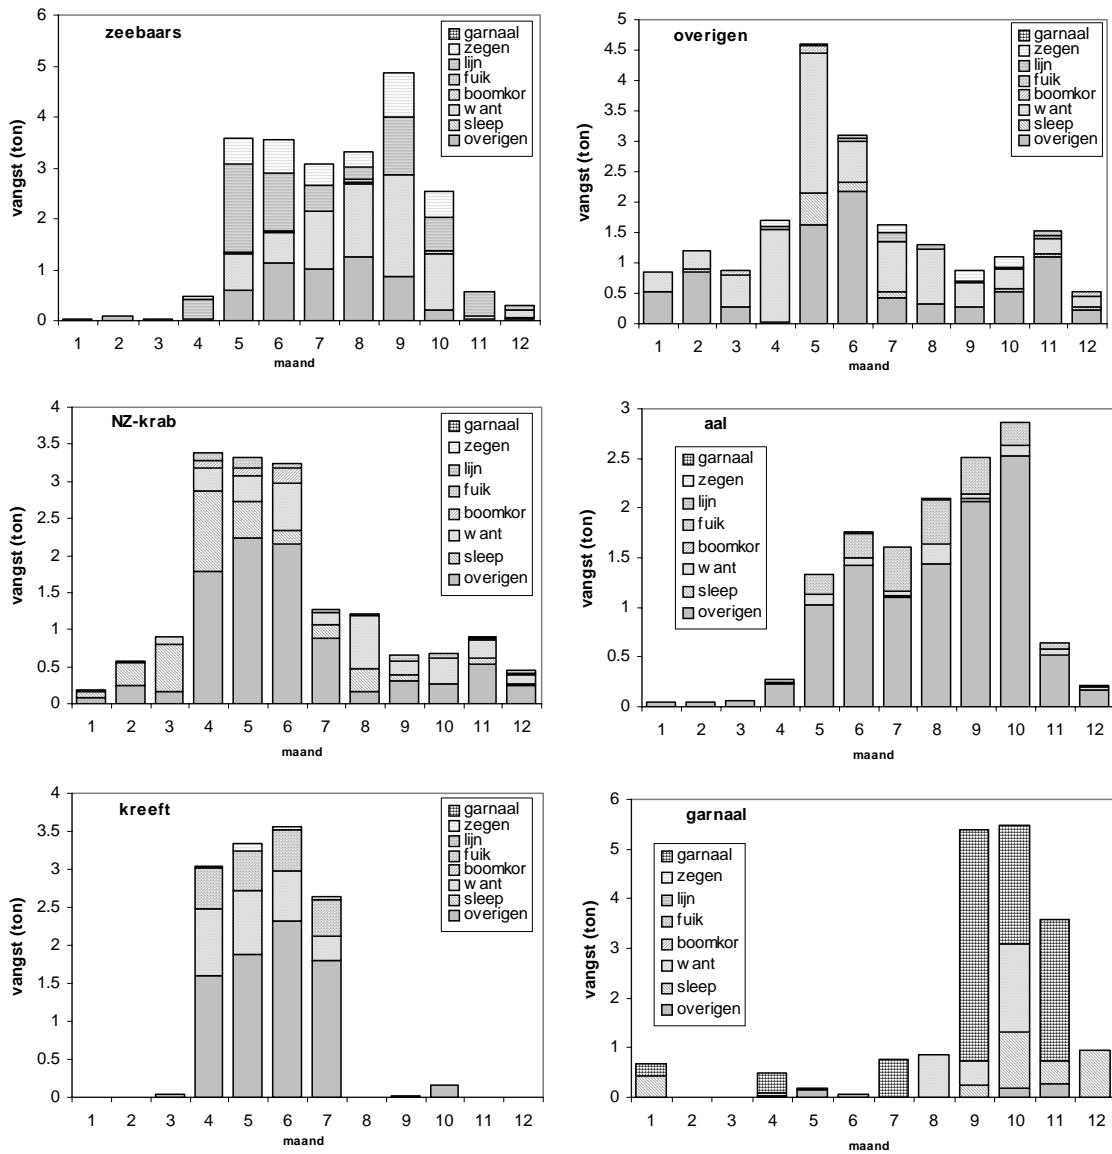 zeebaars
vangst (ton)
6
5
4
3
2
1
0
garnaal
zegen
lijn
fuik
boomkor
want
sleep
overigen
1 2 3 4 5 6 7 8 9 10 11 12
maand
overigen
vangst (ton)
5
4.5
4
3.5
3
2.5
2
1.5
1
0.5
0
garnaal
zegen
lijn
fuik
boomkor
want
sleep
overigen
1 2 3 4 5 6 7 8 9 10 11 12
maand
NZ-krab
vangst (ton)
4
3.5
3
2.5
2
1.5
1
0.5
0
garnaal
zegen
lijn
fuik
boomkor
want
sleep
overigen
1 2 3 4 5 6 7 8 9 10 11 12
maand
aal
vangst (ton)
3
2.5
2
1.5
1
0.5
0
garnaal
zegen
lijn
fuik
boomkor
want
sleep
overigen
1 2 3 4 5 6 7 8 9 10 11 12
maand
kreeft
vangst (ton)
4
3.5
3
2.5
2
1.5
1
0.5
0
garnaal
zegen
lijn
fuik
boomkor
want
sleep
overigen
1 2 3 4 5 6 7 8 9 10 11 12
maand
garnaal
vangst (ton)
6
5
4
3
2
1
0
garnaal
zegen
lijn
fuik
boomkor
want
sleep
overigen
1 2 3 4 5 6 7 8 9 10 11 12
maand